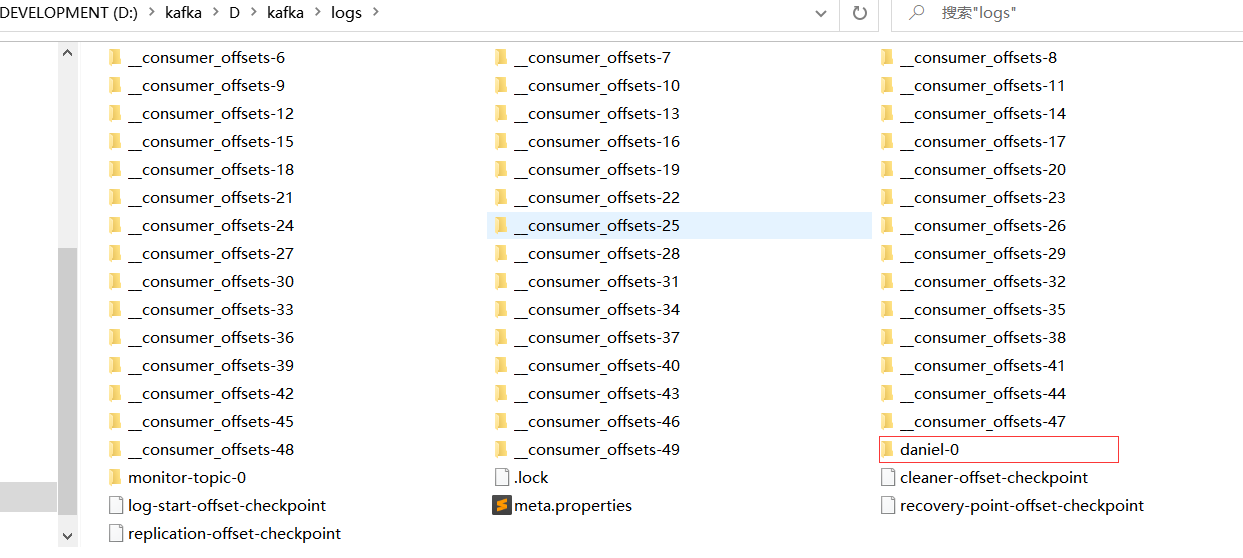 DEVELOPMENT (D:) > kafka > D > kafka > logs > 搜索"logs"
__consumer_offsets-6 __consumer_offsets-7 __consumer_offsets-8
__consumer_offsets-9 __consumer_offsets-10 __consumer_offsets-11
__consumer_offsets-12 __consumer_offsets-13 __consumer_offsets-14
__consumer_offsets-15 __consumer_offsets-16 __consumer_offsets-17
__consumer_offsets-18 __consumer_offsets-19 __consumer_offsets-20
__consumer_offsets-21 __consumer_offsets-22 __consumer_offsets-23
__consumer_offsets-24 __consumer_offsets-25 __consumer_offsets-26
__consumer_offsets-27 __consumer_offsets-28 __consumer_offsets-29
__consumer_offsets-30 __consumer_offsets-31 __consumer_offsets-32
__consumer_offsets-33 __consumer_offsets-34 __consumer_offsets-35
__consumer_offsets-36 __consumer_offsets-37 __consumer_offsets-38
__consumer_offsets-39 __consumer_offsets-40 __consumer_offsets-41
__consumer_offsets-42 __consumer_offsets-43 __consumer_offsets-44
__consumer_offsets-45 __consumer_offsets-46 __consumer_offsets-47
__consumer_offsets-48 __consumer_offsets-49 daniel-0
monitor-topic-0 .lock cleaner-offset-checkpoint
log-start-offset-checkpoint meta.properties recovery-point-offset-checkpoint
replication-offset-checkpoint